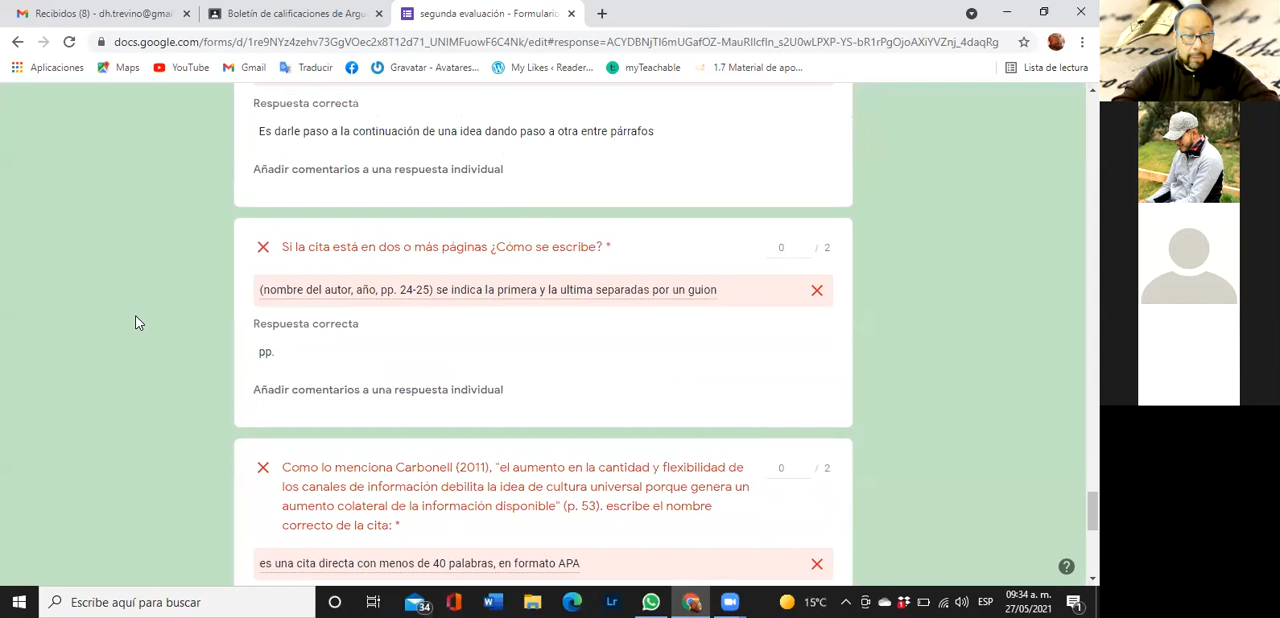 Recibidos (8) - dh.trevino@gma
Boletín de calificaciones de Argu
segunda evaluación - Formulario
docs.google.com/forms/d/1re9NYz4zehv73GgVOec2x8T12d71_UNIMFuowF6C4Nk/edit#response=ACYDBNjTl6mUGafOZ-MauRIlcfln_s2U0wLPXP-YS-bR1rPgOjoAXiYVZnj_4daqRg
Aplicaciones
Maps
YouTube
Gmail
Traducir
Gravatar - Avatares...
My Likes ‹ Reader...
myTeachable
1.7 Material de apo...
Lista de lectura
Respuesta correcta
Es darle paso a la continuación de una idea dando paso a otra entre párrafos
Añadir comentarios a una respuesta individual
Si la cita está en dos o más páginas ¿Cómo se escribe? *
0 / 2
(nombre del autor, año, pp. 24-25) se indica la primera y la ultima separadas por un guion
Respuesta correcta
pp.
Añadir comentarios a una respuesta individual
Como lo menciona Carbonell (2011), "el aumento en la cantidad y flexibilidad de
los canales de información debilita la idea de cultura universal porque genera un
aumento colateral de la información disponible" (p. 53). escribe el nombre
correcto de la cita: *
0 / 2
es una cita directa con menos de 40 palabras, en formato APA
Escribe aquí para buscar
34
15°C
ESP
09:34 a. m.
27/05/2021
1